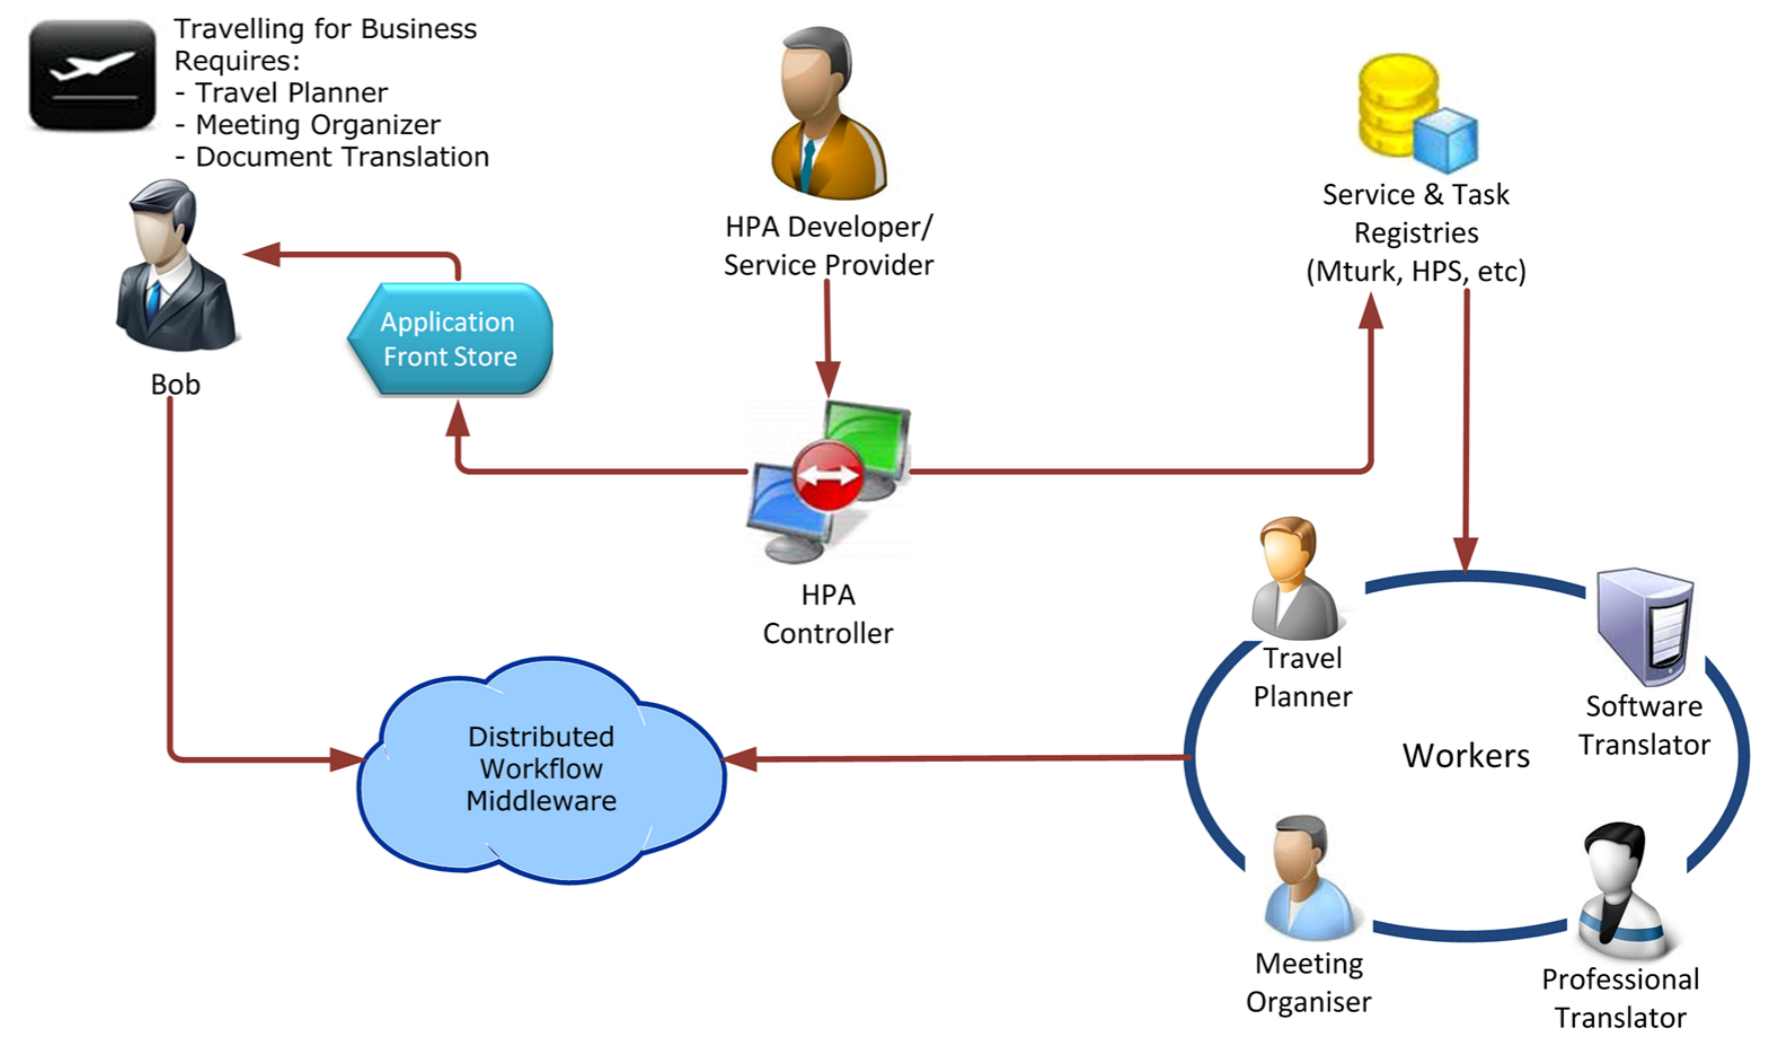 Travelling for Business
Requires:
- Travel Planner
- Meeting Organizer
- Document Translation
Bob
Application
Front Store
HPA Developer/
Service Provider
HPA
Controller
Service & Task
Registries
(Mturk, HPS, etc)
Distributed
Workflow
Middleware
Travel
Planner
Software
Translator
Workers
Meeting
Organiser
Professional
Translator